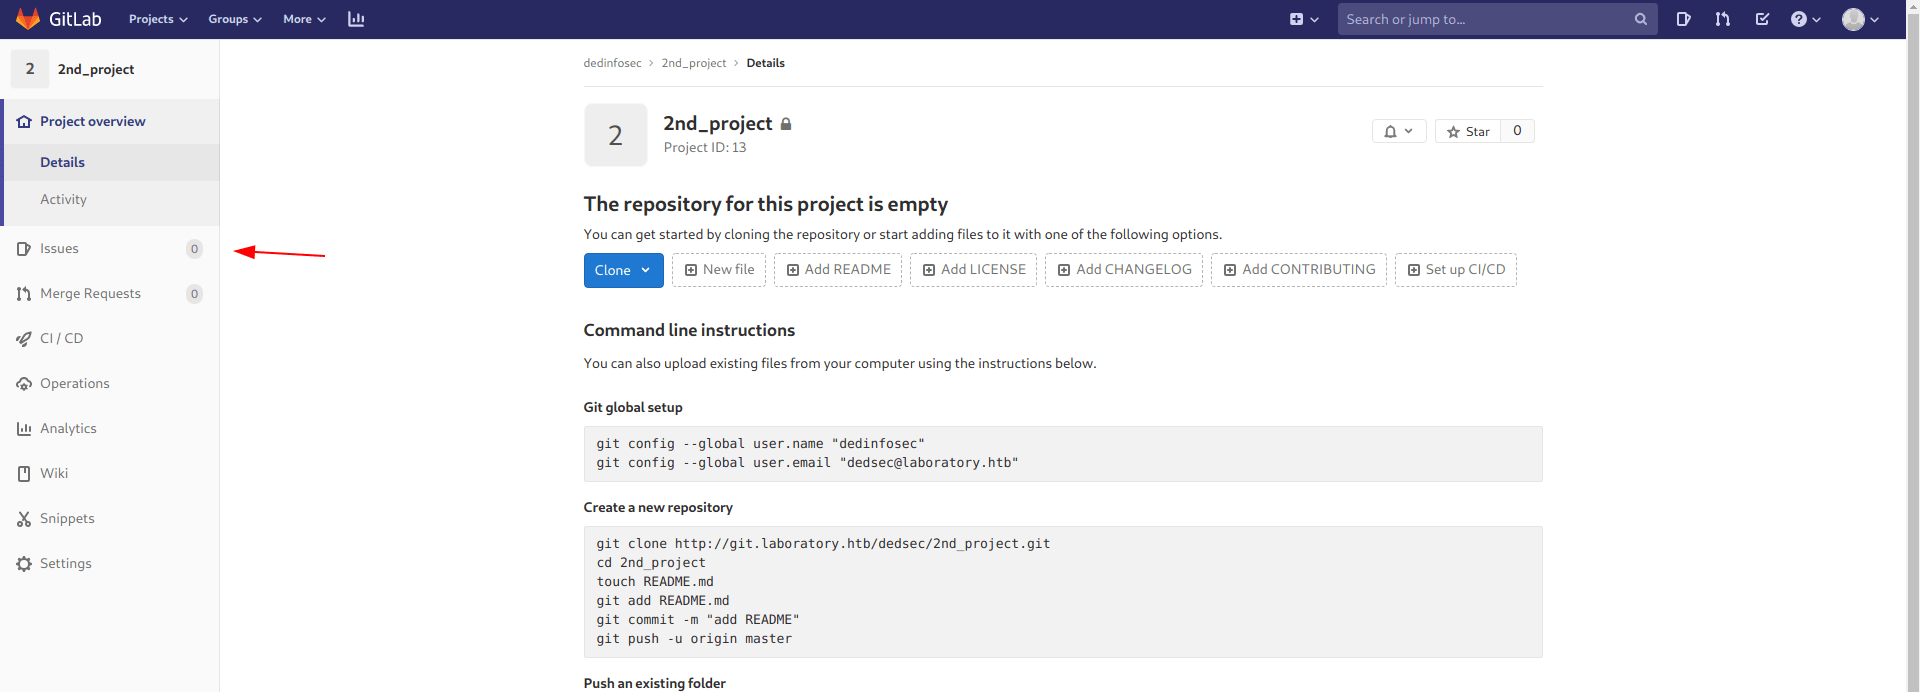 GitLab Projects Groups More Search or jump to...
2 2nd_project
Project overview
Details
Activity
Issues 0
Merge Requests 0
CI / CD
Operations
Analytics
Wiki
Snippets
Settings
dedinfosec > 2nd_project > Details
2 2nd_project
Project ID: 13
Star 0
The repository for this project is empty
You can get started by cloning the repository or start adding files to it with one of the following options.
Clone New file Add README Add LICENSE Add CHANGELOG Add CONTRIBUTING Set up CI/CD
Command line instructions
You can also upload existing files from your computer using the instructions below.
Git global setup
git config --global user.name "dedinfosec"
git config --global user.email "dedsec@laboratory.htb"
Create a new repository
git clone http://git.laboratory.htb/dedsec/2nd_project.git
cd 2nd_project
touch README.md
git add README.md
git commit -m "add README"
git push -u origin master
Push an existing folder